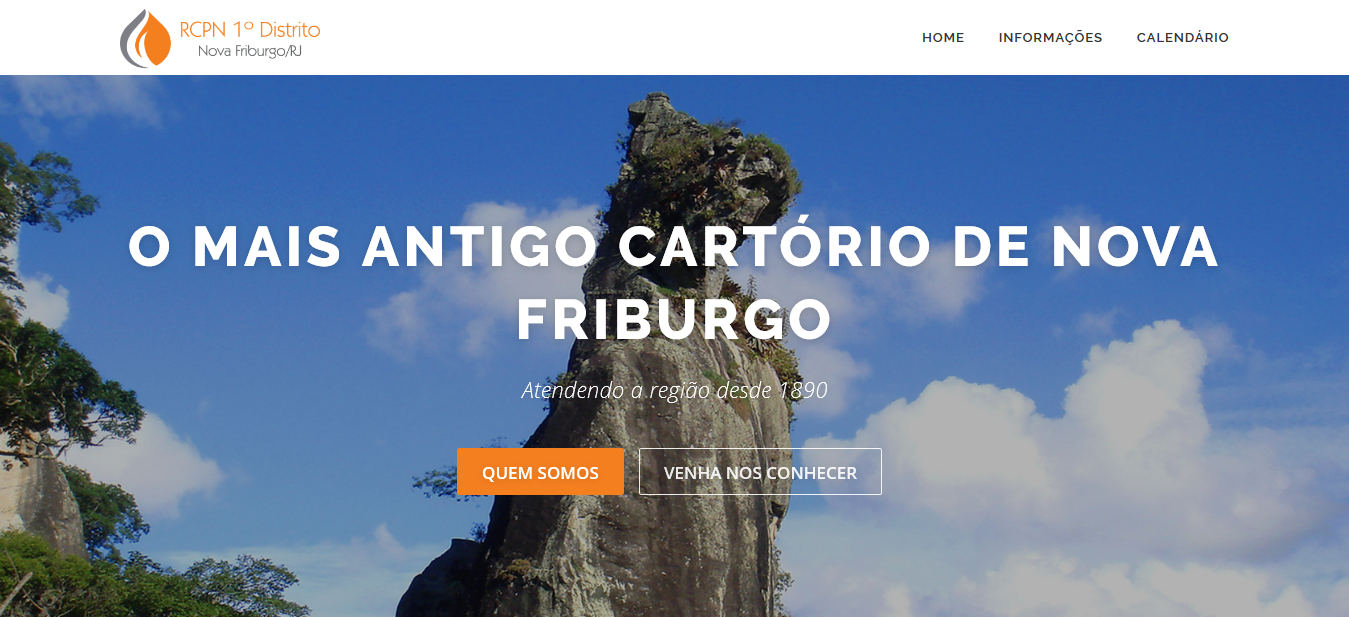 RCPN 1º Distrito
Nova Friburgo/RJ
HOME INFORMAÇÕES CALENDÁRIO
O MAIS ANTIGO CARTÓRIO DE NOVA
FRIBURGO
Atendendo a região desde 1890
QUEM SOMOS VENHA NOS CONHECER